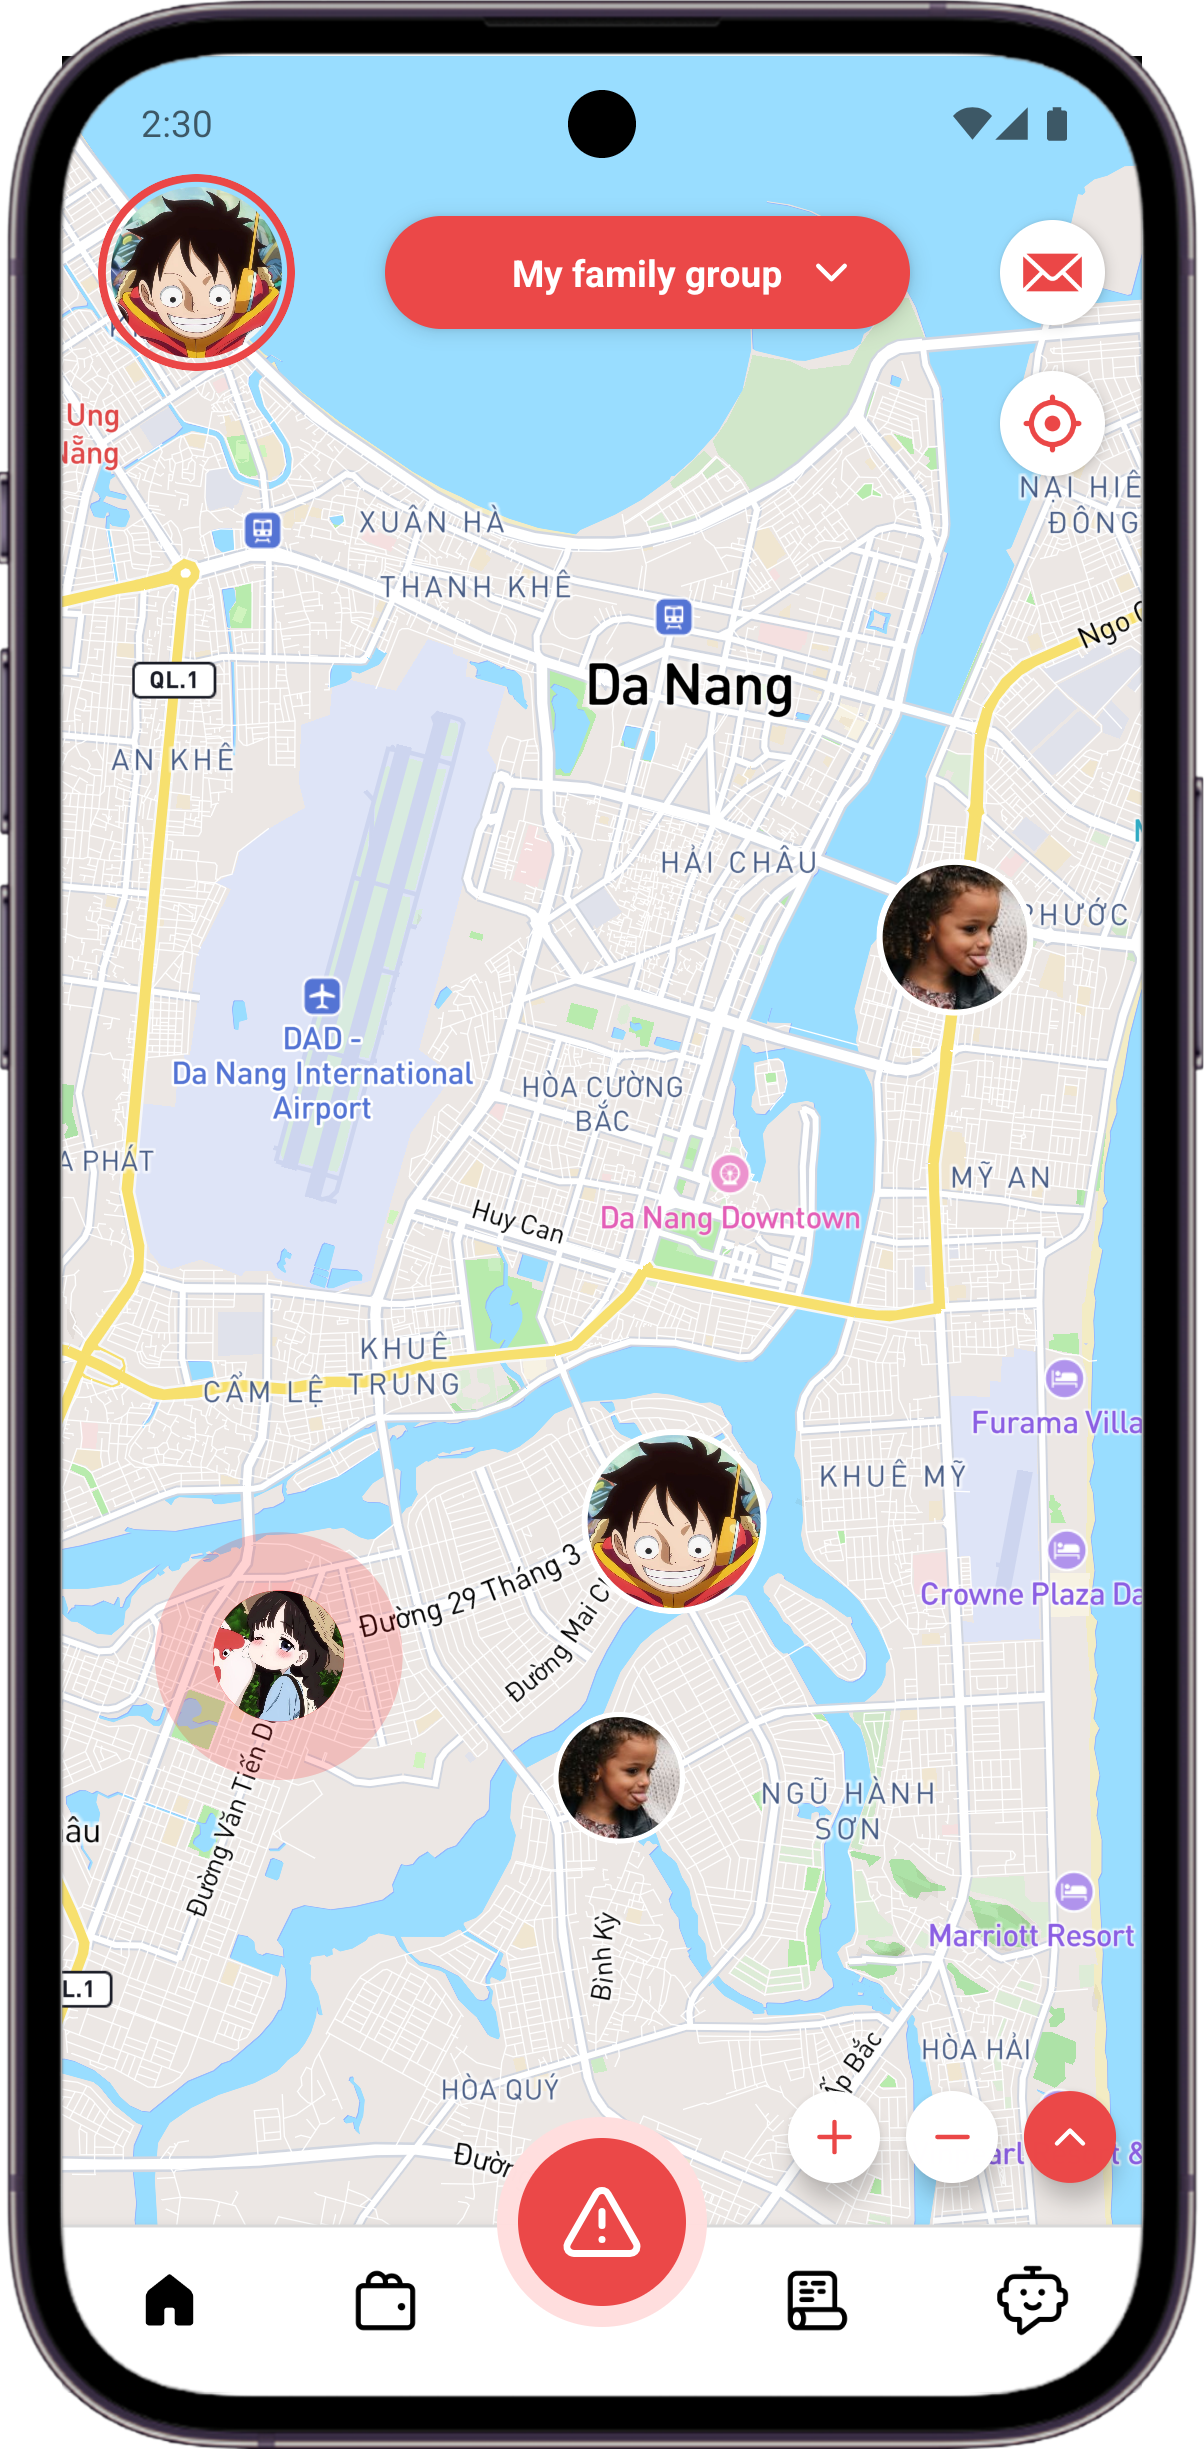 2:30
My family group
Ung
Nẵng
NẠI HIÊ
ĐÔNG
XUÂN HÀ
THANH KHÊ
Ngo
Da Nang
QL.1
AN KHÊ
HẢI CHÂU
PHƯỚC
DAD -
Da Nang International
Airport
HÒA CƯỜNG
BẮC
A PHÁT
MỸ AN
Huy Can
Da Nang Downtown
KHUÊ
TRUNG
CẨM LỆ
Furama Villa
KHUÊ MỸ
Đường 29 Tháng 3
Crowne Plaza Da
Đường Mai C
Đường Văn Tiến D
NGŨ HÀNH
SƠN
âu
Marriott Resort
Bình Kỳ
L.1
HÒA HẢI
Ấp Bắc
HÒA QUÝ
Đườn
arl
t &